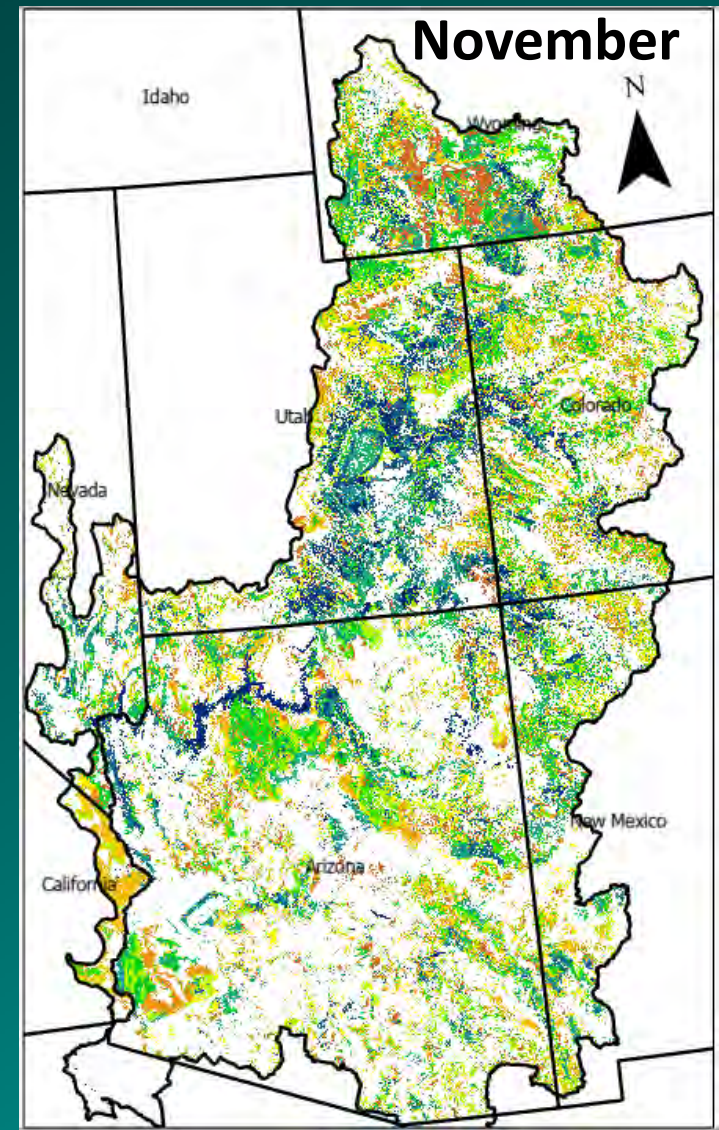 November
N
Idaho
Wyoming
Utah
Colorado
Nevada
New Mexico
Arizona
California